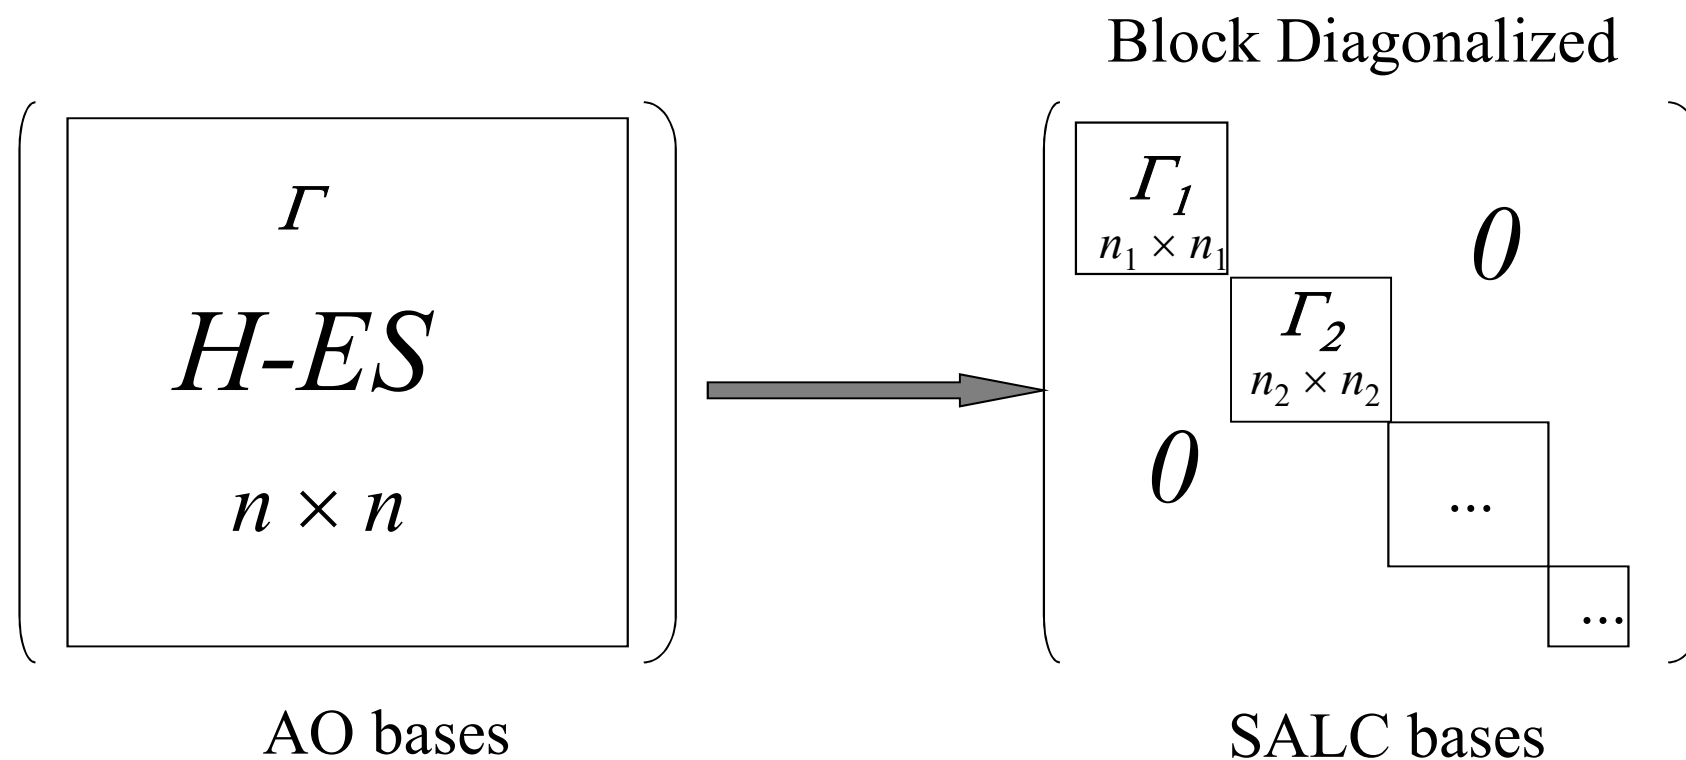 Block Diagonalized
Γ
H-ES
n × n
Γ₁
n₁ × n₁
0
Γ₂
n₂ × n₂
0
...
...
AO bases
SALC bases